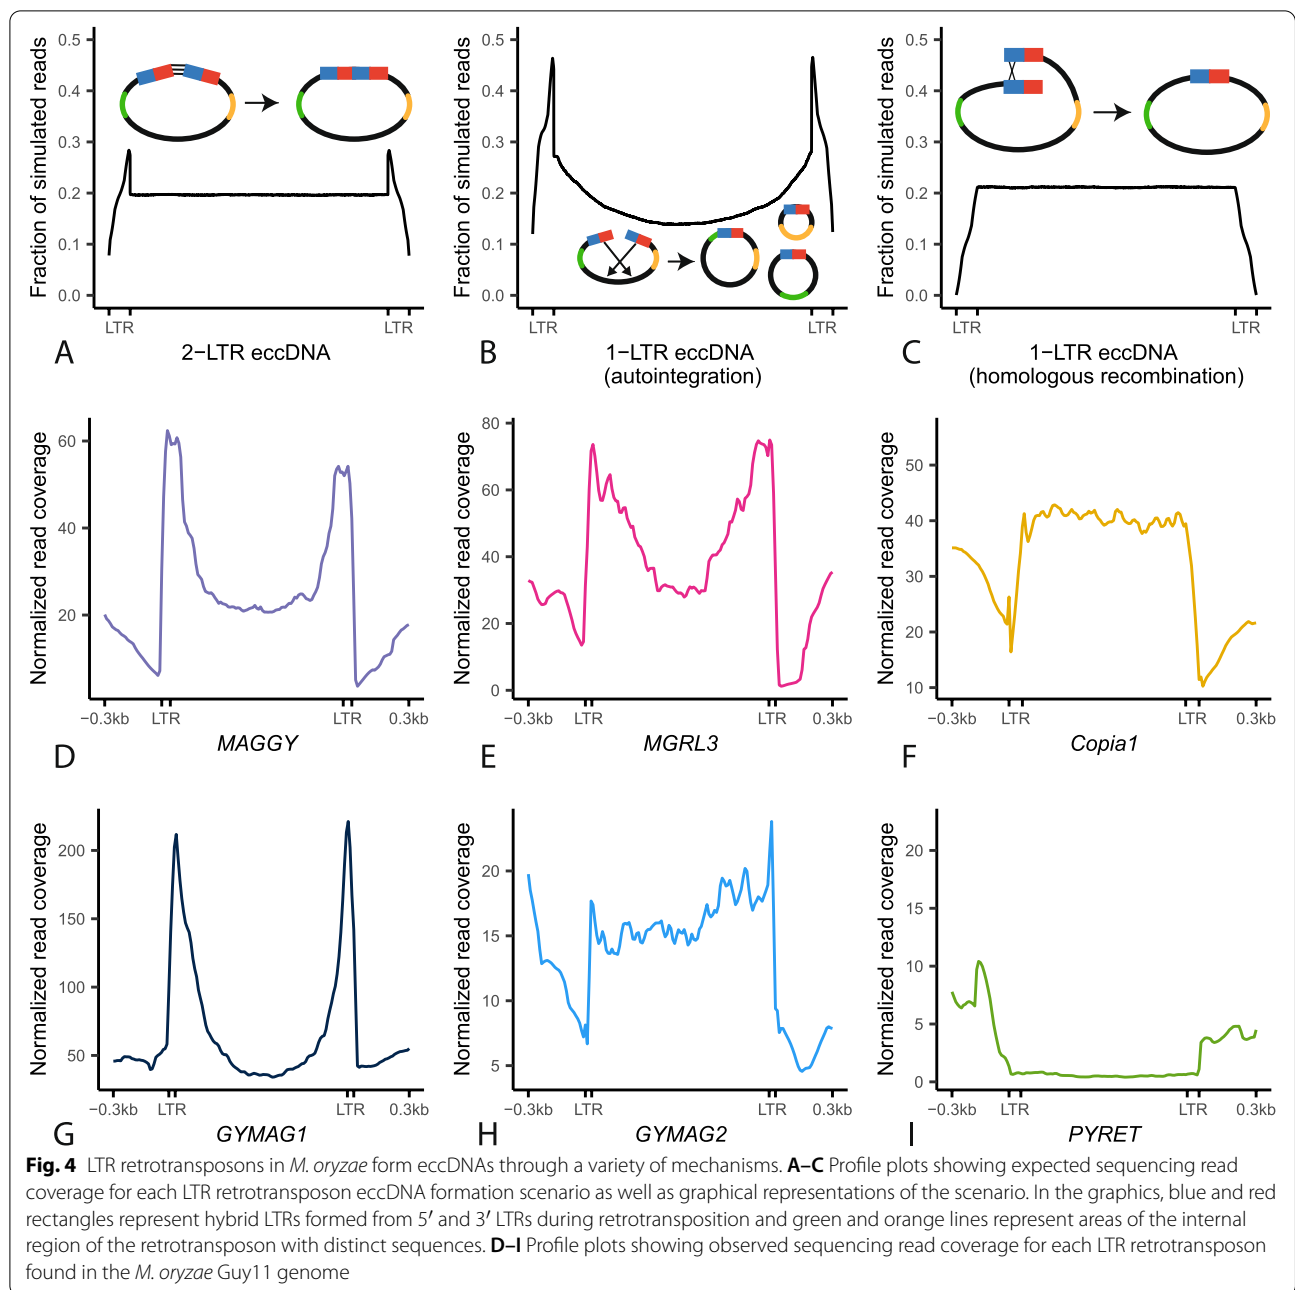 Fraction of simulated reads
0.5
0.4
0.3
0.2
0.1
0.0
LTR LTR
A
2−LTR eccDNA
Fraction of simulated reads
0.5
0.4
0.3
0.2
0.1
0.0
LTR LTR
B
1−LTR eccDNA
(autointegration)
Fraction of simulated reads
0.5
0.4
0.3
0.2
0.1
0.0
LTR LTR
C
1−LTR eccDNA
(homologous recombination)
Normalized read coverage
60
40
20
−0.3kb LTR LTR 0.3kb
D
MAGGY
Normalized read coverage
80
60
40
20
0
−0.3kb LTR LTR 0.3kb
E
MGRL3
Normalized read coverage
50
40
30
20
10
−0.3kb LTR LTR 0.3kb
F
Copia1
Normalized read coverage
200
150
100
50
−0.3kb LTR LTR 0.3kb
G
GYMAG1
Normalized read coverage
20
15
10
5
−0.3kb LTR LTR 0.3kb
H
GYMAG2
Normalized read coverage
20
15
10
5
0
−0.3kb LTR LTR 0.3kb
I
PYRET
Fig. 4 LTR retrotransposons in M. oryzae form eccDNAs through a variety of mechanisms. A–C Profile plots showing expected sequencing read
coverage for each LTR retrotransposon eccDNA formation scenario as well as graphical representations of the scenario. In the graphics, blue and red
rectangles represent hybrid LTRs formed from 5′ and 3′ LTRs during retrotransposition and green and orange lines represent areas of the internal
region of the retrotransposon with distinct sequences. D–I Profile plots showing observed sequencing read coverage for each LTR retrotransposon
found in the M. oryzae Guy11 genome